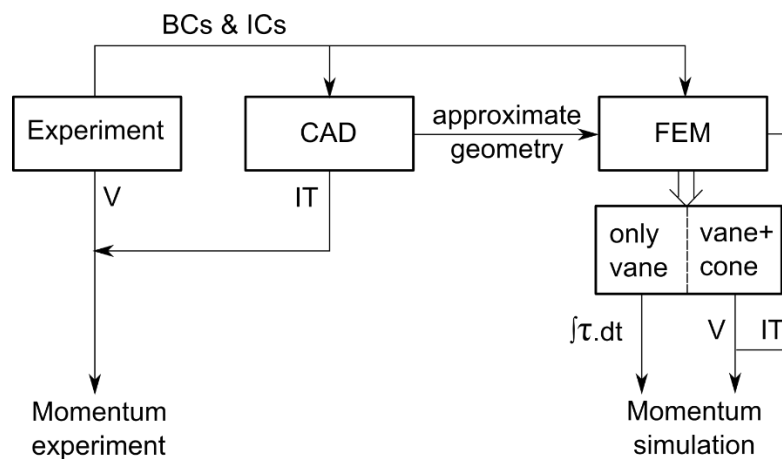 BCs & ICs
Experiment
CAD
approximate
geometry
FEM
V
IT
only
vane
vane+
cone
∫τ.dt
V
IT
Momentum
experiment
Momentum
simulation